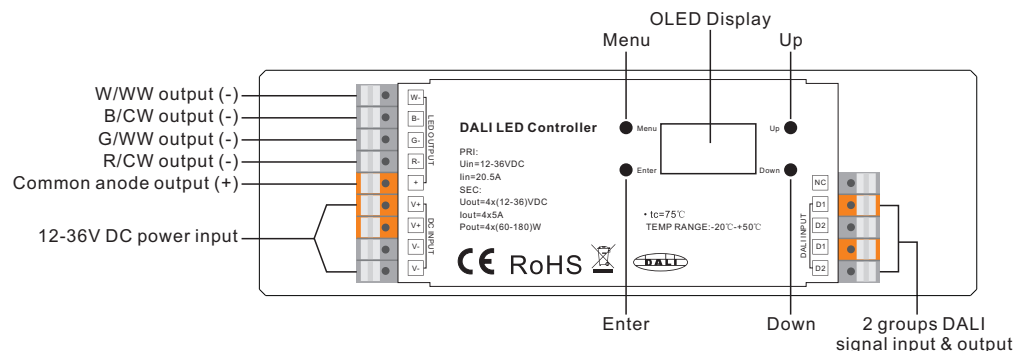 OLED Display
Menu
Up
W/WW output (-)
B/CW output (-)
G/WW output (-)
R/CW output (-)
Common anode output (+)
12-36V DC power input
W-
B-
G-
R-
+
V+
V+
V-
V-
LED OUTPUT
DC INPUT
DALI LED Controller
PRI:
Uin=12-36VDC
Iin=20.5A
SEC:
Uout=4x(12-36)VDC
Iout=4x5A
Pout=4x(60-180)W
CE RoHS
DALI
Menu
Enter
Up
Down
• tc=75℃
TEMP RANGE:-20℃-+50℃
DALI INPUT
NC
D1
D2
D1
D2
Enter
Down
2 groups DALI
signal input & output